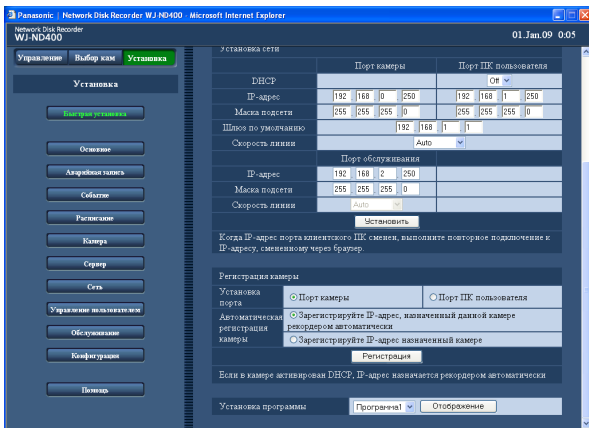 Panasonic | Network Disk Recorder WJ-ND400 - Microsoft Internet Explorer
Network Disk Recorder
WJ-ND400
01.Jan.09 0:05
Управление Выбор кам Установка
Установка
Быстрая установка
Основное
Аварийная запись
Событие
Расписание
Камера
Сервер
Сеть
Управление пользователем
Обслуживание
Конфигурация
Помощь
Установка сети
Порт камеры Порт ПК пользователя
DHCP Off
IP-адрес 192 168 0 250 192 168 1 250
Маска подсети 255 255 255 0 255 255 255 0
Шлюз по умолчанию 192 168 1 1
Скорость линии Auto
Порт обслуживания
IP-адрес 192 168 2 250
Маска подсети 255 255 255 0
Скорость линии Auto
Установить
Когда IP-адрес порта клиентского ПК сменен, выполните повторное подключение к
IP-адресу, смененному через браузер.
Регистрация камеры
Установка порта Порт камеры Порт ПК пользователя
Автоматическая регистрация камеры Зарегистрируйте IP-адрес, назначенный данной камере
рекордером автоматически
Зарегистрируйте IP-адрес назначенный камере
Регистрация
Если в камере активирован DHCP, IP-адрес назначается рекордером автоматически
Установка программы Программа1 Отображение